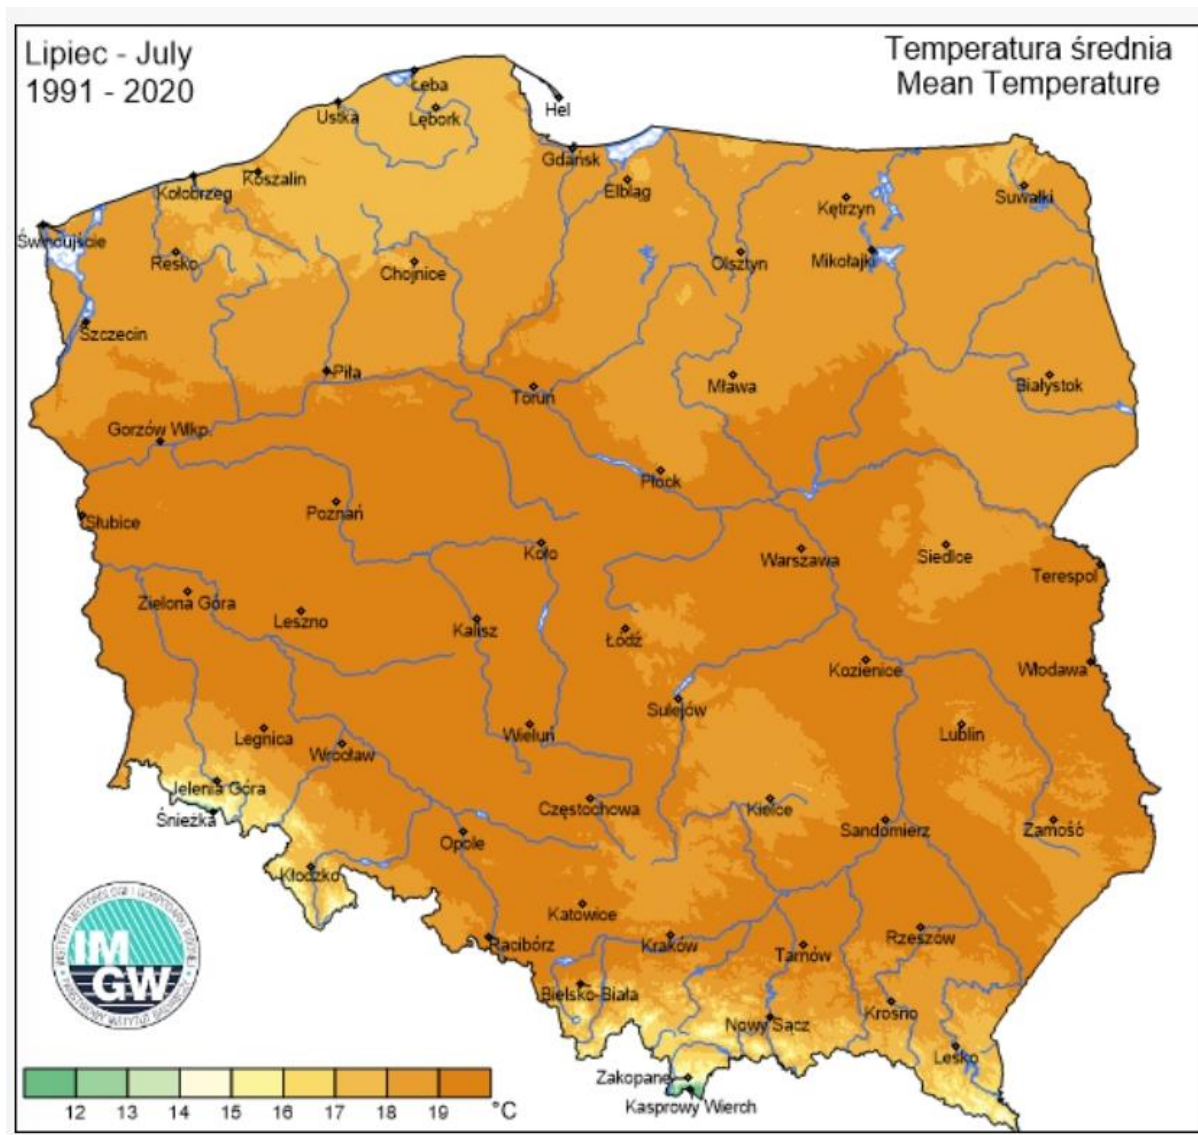 Lipiec - July
1991 - 2020
Temperatura średnia
Mean Temperature
Łeba
Hel
Ustka
Lębork
Gdańsk
Koszalin
Kołobrzeg
Elbląg
Suwałki
Kętrzyn
Świnoujście
Resko
Chojnice
Olsztyn
Mikołajki
Szczecin
Piła
Toruń
Mława
Białystok
Gorzów Wlkp.
Płock
Poznań
Słubice
Koło
Warszawa
Siedlce
Terespol
Zielona Góra
Leszno
Kalisz
Łódź
Kozienice
Włodawa
Sulejów
Legnica
Wrocław
Wieluń
Lublin
Jelenia Góra
Śnieżka
Częstochowa
Kielce
Sandomierz
Zamość
Opole
Kłodzko
Katowice
Racibórz
Kraków
Tarnów
Rzeszów
Bielsko-Biała
Nowy Sącz
Krosno
Lesko
Zakopane
Kasprowy Wierch
IM
GW
12 13 14 15 16 17 18 19 °C